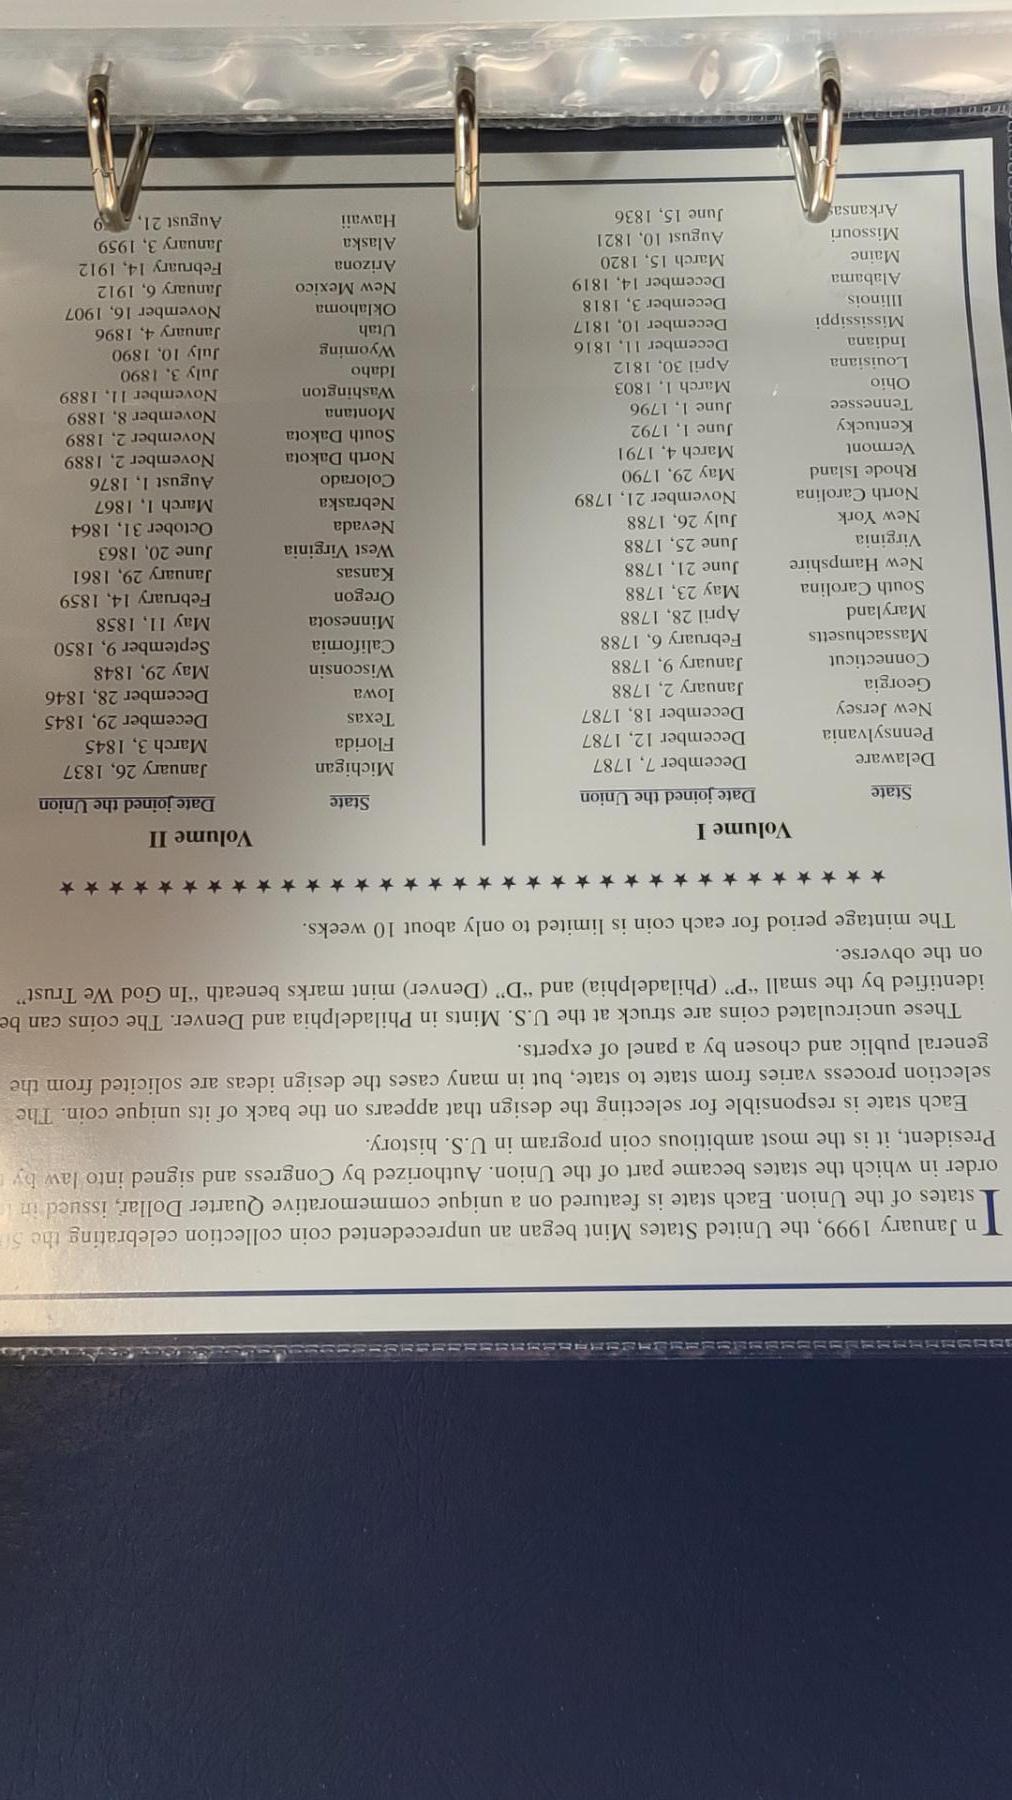 In January 1999, the United States Mint began an unprecedented coin collection celebrating the
states of the Union. Each state is featured on a unique commemorative Quarter Dollar, issued in
order in which the states became part of the Union. Authorized by Congress and signed into law by
President, it is the most ambitious coin program in U.S. history.
Each state is responsible for selecting the design that appears on the back of its unique coin. The
selection process varies from state to state, but in many cases the design ideas are solicited from the
general public and chosen by a panel of experts.
These uncirculated coins are struck at the U.S. Mints in Philadelphia and Denver. The coins can be
identified by the small “P” (Philadelphia) and “D” (Denver) mint marks beneath “In God We Trust”
on the obverse.
The mintage period for each coin is limited to only about 10 weeks.
Volume I
State Date joined the Union
Delaware December 7, 1787
Pennsylvania December 12, 1787
New Jersey December 18, 1787
Georgia January 2, 1788
Connecticut January 9, 1788
Massachusetts February 6, 1788
Maryland April 28, 1788
South Carolina May 23, 1788
New Hampshire June 21, 1788
Virginia June 25, 1788
New York July 26, 1788
North Carolina November 21, 1789
Rhode Island May 29, 1790
Vermont March 4, 1791
Kentucky June 1, 1792
Tennessee June 1, 1796
Ohio March 1, 1803
Louisiana April 30, 1812
Indiana December 11, 1816
Mississippi December 10, 1817
Illinois December 3, 1818
Alabama December 14, 1819
Maine March 15, 1820
Missouri August 10, 1821
Arkansas June 15, 1836
Volume II
State Date joined the Union
Michigan January 26, 1837
Florida March 3, 1845
Texas December 29, 1845
Iowa December 28, 1846
Wisconsin May 29, 1848
California September 9, 1850
Minnesota May 11, 1858
Oregon February 14, 1859
Kansas January 29, 1861
West Virginia June 20, 1863
Nevada October 31, 1864
Nebraska March 1, 1867
Colorado August 1, 1876
North Dakota November 2, 1889
South Dakota November 2, 1889
Montana November 8, 1889
Washington November 11, 1889
Idaho July 3, 1890
Wyoming July 10, 1890
Utah January 4, 1896
Oklahoma November 16, 1907
New Mexico January 6, 1912
Arizona February 14, 1912
Alaska January 3, 1959
Hawaii August 21,